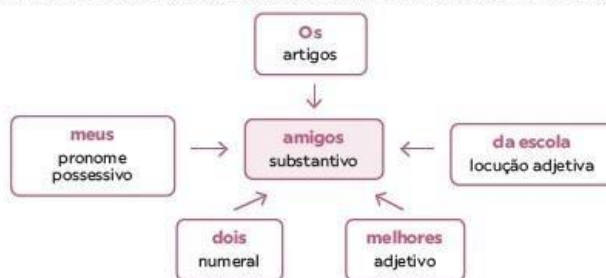 Os
artigos
meus
pronome
possessivo
amigos
substantivo
da escola
locução adjetiva
dois
numeral
melhores
adjetivo